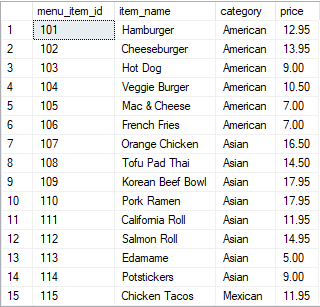 menu_item_id item_name category price
1 101 Hamburger American 12.95
2 102 Cheeseburger American 13.95
3 103 Hot Dog American 9.00
4 104 Veggie Burger American 10.50
5 105 Mac & Cheese American 7.00
6 106 French Fries American 7.00
7 107 Orange Chicken Asian 16.50
8 108 Tofu Pad Thai Asian 14.50
9 109 Korean Beef Bowl Asian 17.95
10 110 Pork Ramen Asian 17.95
11 111 California Roll Asian 11.95
12 112 Salmon Roll Asian 14.95
13 113 Edamame Asian 5.00
14 114 Potstickers Asian 9.00
15 115 Chicken Tacos Mexican 11.95